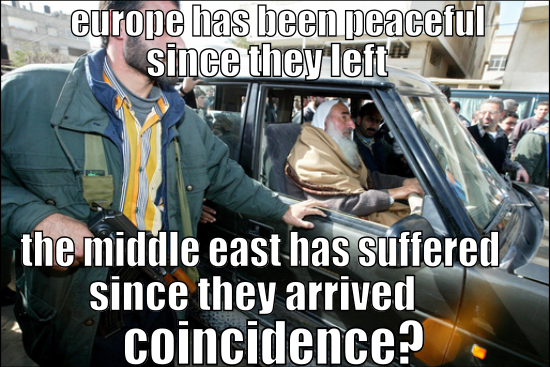 europe has been peaceful
since they left
the middle east has suffered
since they arrived
coincidence?